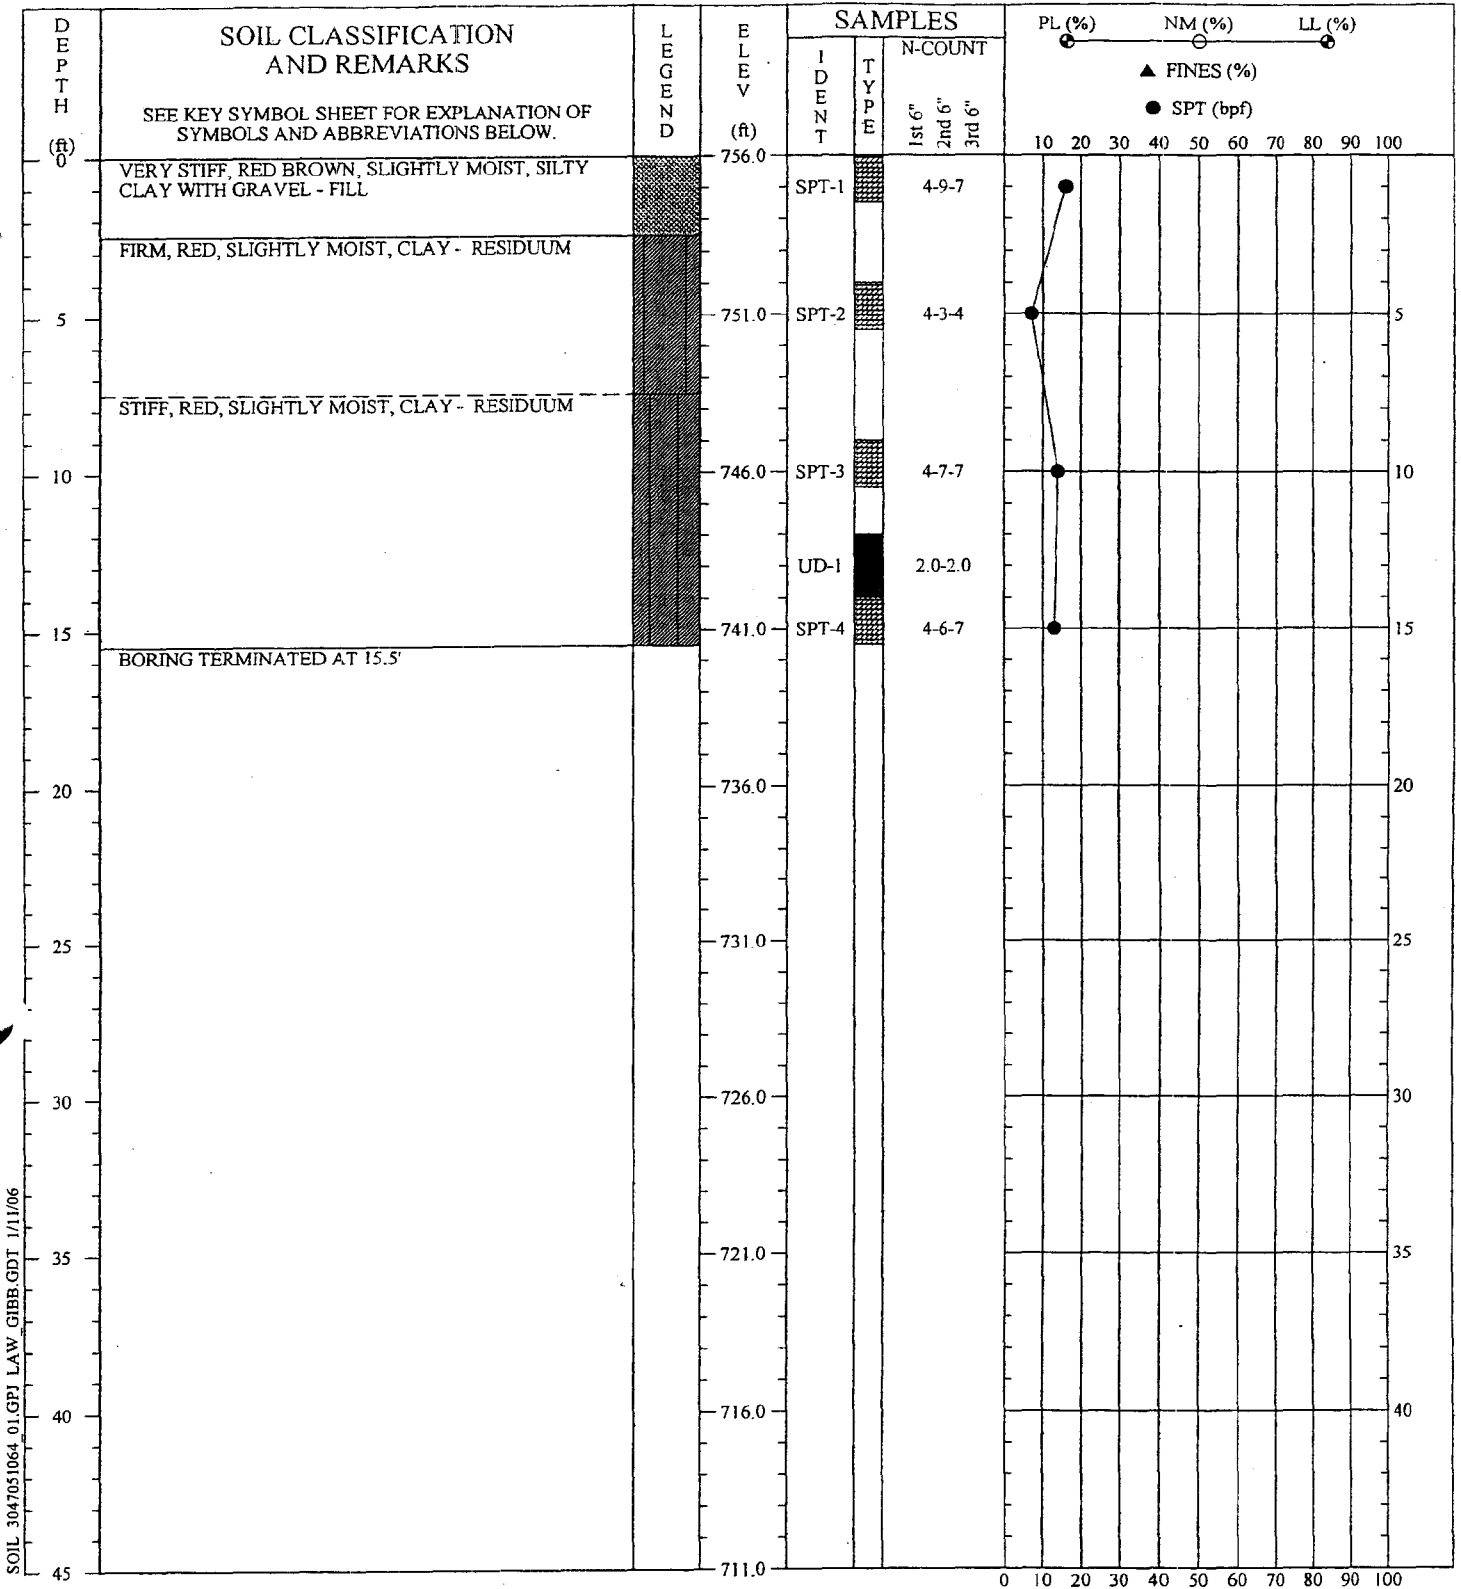 DEPTH (ft)
SOIL CLASSIFICATION
AND REMARKS
SEE KEY SYMBOL SHEET FOR EXPLANATION OF
SYMBOLS AND ABBREVIATIONS BELOW.
LEGEND
ELEV (ft)
SAMPLES
IDENT
TYPE
N-COUNT
1st 6"
2nd 6"
3rd 6"
PL (%) NM (%) LL (%)
▲ FINES (%)
● SPT (bpf)
10 20 30 40 50 60 70 80 90 100
0
VERY STIFF, RED BROWN, SLIGHTLY MOIST, SILTY
CLAY WITH GRAVEL - FILL
756.0
SPT-1 4-9-7
FIRM, RED, SLIGHTLY MOIST, CLAY - RESIDUUM
5 751.0 SPT-2 4-3-4 5
STIFF, RED, SLIGHTLY MOIST, CLAY - RESIDUUM
10 746.0 SPT-3 4-7-7 10
UD-1 2.0-2.0
15 741.0 SPT-4 4-6-7 15
BORING TERMINATED AT 15.5'
20 736.0 20
25 731.0 25
30 726.0 30
35 721.0 35
40 716.0 40
45 711.0
0 10 20 30 40 50 60 70 80 90 100
SOIL 3047051064_01.GPJ LAW_GIBB.GDT 1/11/06